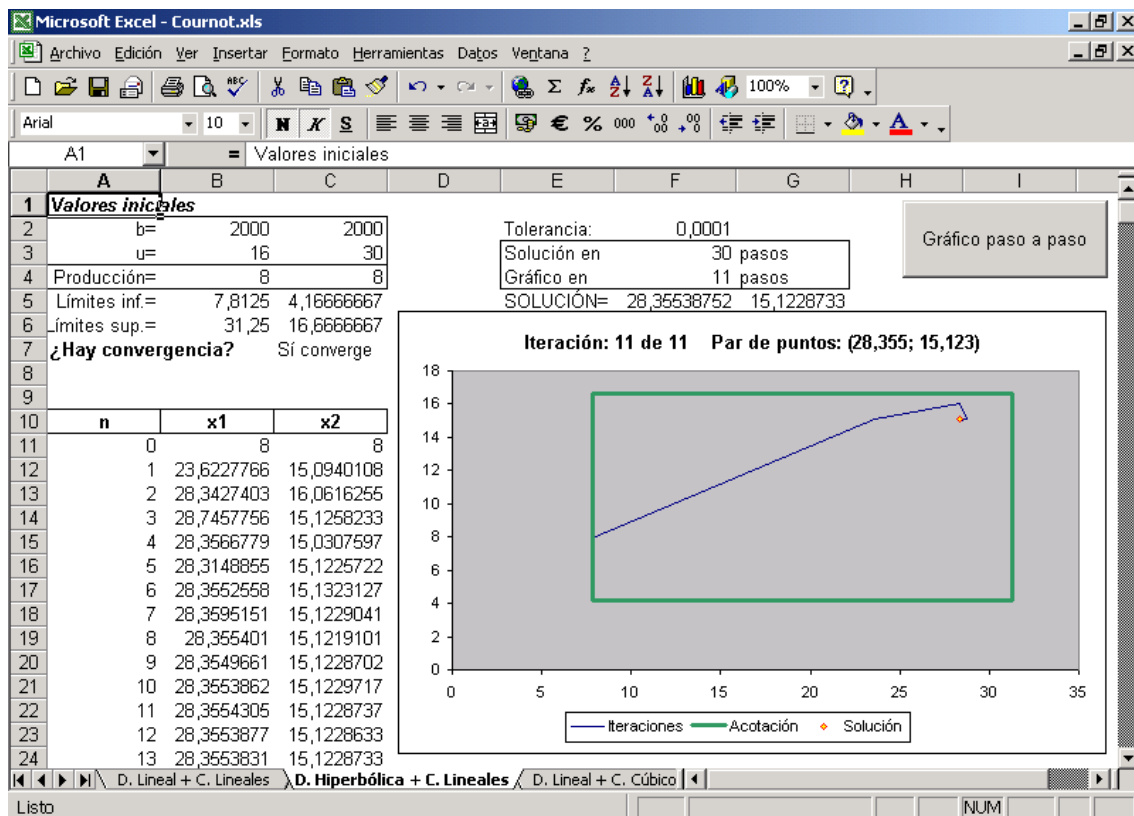 Microsoft Excel - Cournot.xls
Archivo Edición Ver Insertar Formato Herramientas Datos Ventana ?
100%
Arial 10 N K S € % 000
A1 = Valores iniciales
A B C D E F G H I
1 Valores iniciales
2 b= 2000 2000 Tolerancia: 0,0001
Gráfico paso a paso
3 u= 16 30 Solución en 30 pasos
4 Producción= 8 8 Gráfico en 11 pasos
5 Límites inf.= 7,8125 4,16666667 SOLUCIÓN= 28,35538752 15,1228733
6 Límites sup.= 31,25 16,6666667
7 ¿Hay convergencia? Sí converge
8
9
10 n x1 x2
11 0 8 8
12 1 23,6227766 15,0940108
13 2 28,3427403 16,0616255
14 3 28,7457756 15,1258233
15 4 28,3566779 15,0307597
16 5 28,3148855 15,1225722
17 6 28,3552558 15,1323127
18 7 28,3595151 15,1229041
19 8 28,355401 15,1219101
20 9 28,3549661 15,1228702
21 10 28,3553862 15,1229717
22 11 28,3554305 15,1228737
23 12 28,3553877 15,1228633
24 13 28,3553831 15,1228733
Iteración: 11 de 11 Par de puntos: (28,355; 15,123)
18
16
14
12
10
8
6
4
2
0
0 5 10 15 20 25 30 35
Iteraciones Acotación Solución
D. Lineal + C. Lineales D. Hiperbólica + C. Lineales D. Lineal + C. Cúbico
Listo NUM